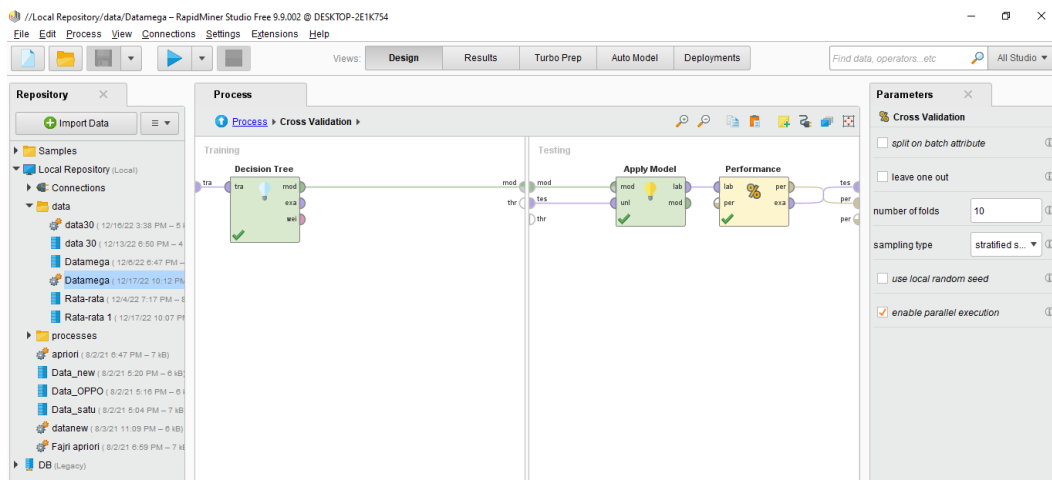 //Local Repository/data/Datamega – RapidMiner Studio Free 9.9.002 @ DESKTOP-2E1K754
File Edit Process View Connections Settings Extensions Help
Views: Design Results Turbo Prep Auto Model Deployments Find data, operators...etc All Studio
Repository
Import Data
Samples
Local Repository (Local)
Connections
data
data30 ( 12/16/22 3:38 PM –
data 30 ( 12/13/22 6:50 PM – 4
Datamega ( 12/6/22 6:47 PM –
Datamega ( 12/17/22 10:12 PM
Rata-rata ( 12/4/22 7:17 PM –
Rata-rata 1 ( 12/17/22 10:07
processes
apriori ( 8/2/21 6:47 PM – 7 kB)
Data_new ( 8/2/21 5:20 PM – 6 kB)
Data_OPPO ( 8/2/21 5:16 PM – 6
Data_satu ( 8/2/21 5:04 PM – 7 kB
datanew ( 8/3/21 11:09 PM – 6 kB)
Fajri apriori ( 8/2/21 6:59 PM – 7
DB (Legacy)
Process
Process Cross Validation
Training
Decision Tree
tra tra mod mod
exa thr
wei
Testing
Apply Model Performance
mod mod lab lab per tes
tes unl mod per exa per
thr per
Parameters
Cross Validation
split on batch attribute
leave one out
number of folds 10
sampling type stratified s...
use local random seed
enable parallel execution